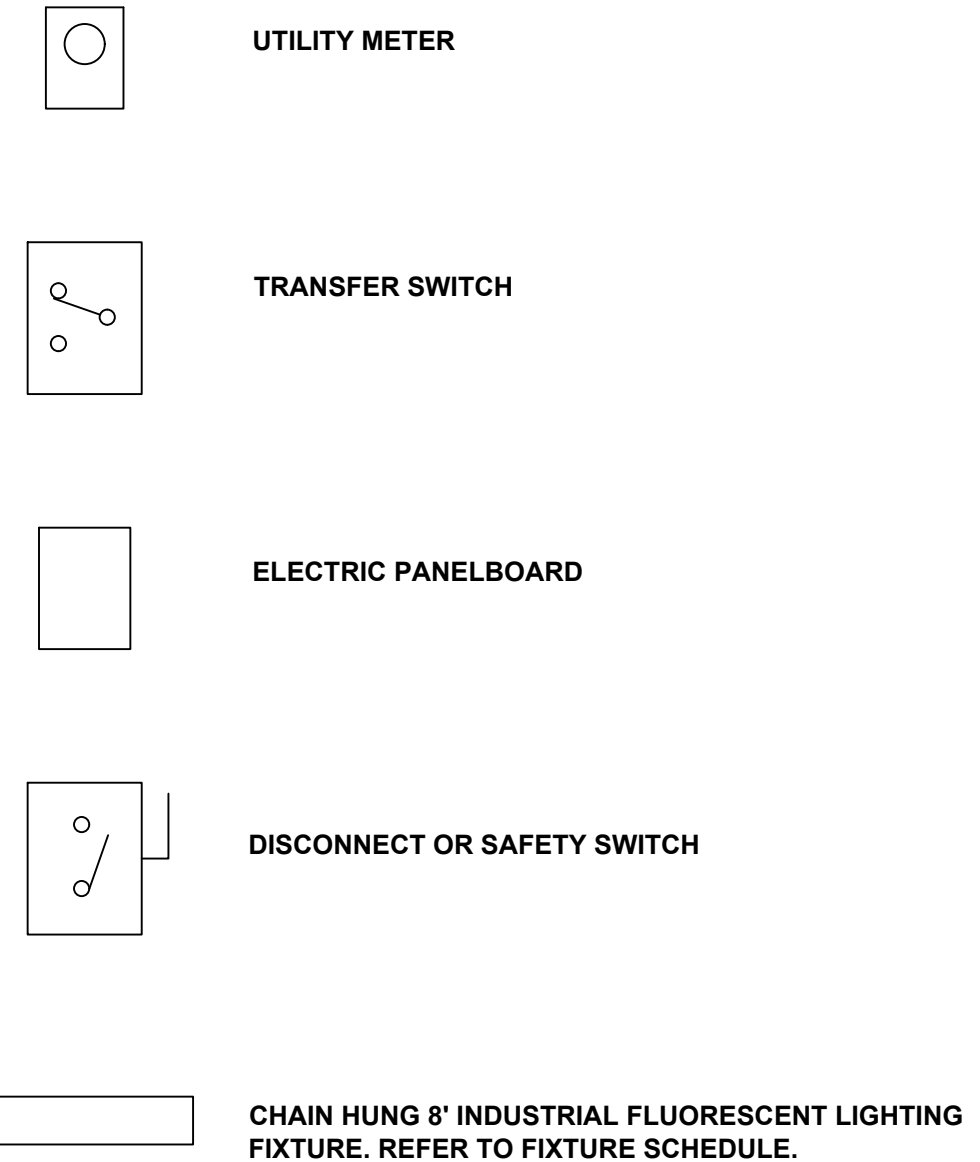 UTILITY METER
TRANSFER SWITCH
ELECTRIC PANELBOARD
DISCONNECT OR SAFETY SWITCH
CHAIN HUNG 8' INDUSTRIAL FLUORESCENT LIGHTING
FIXTURE. REFER TO FIXTURE SCHEDULE.